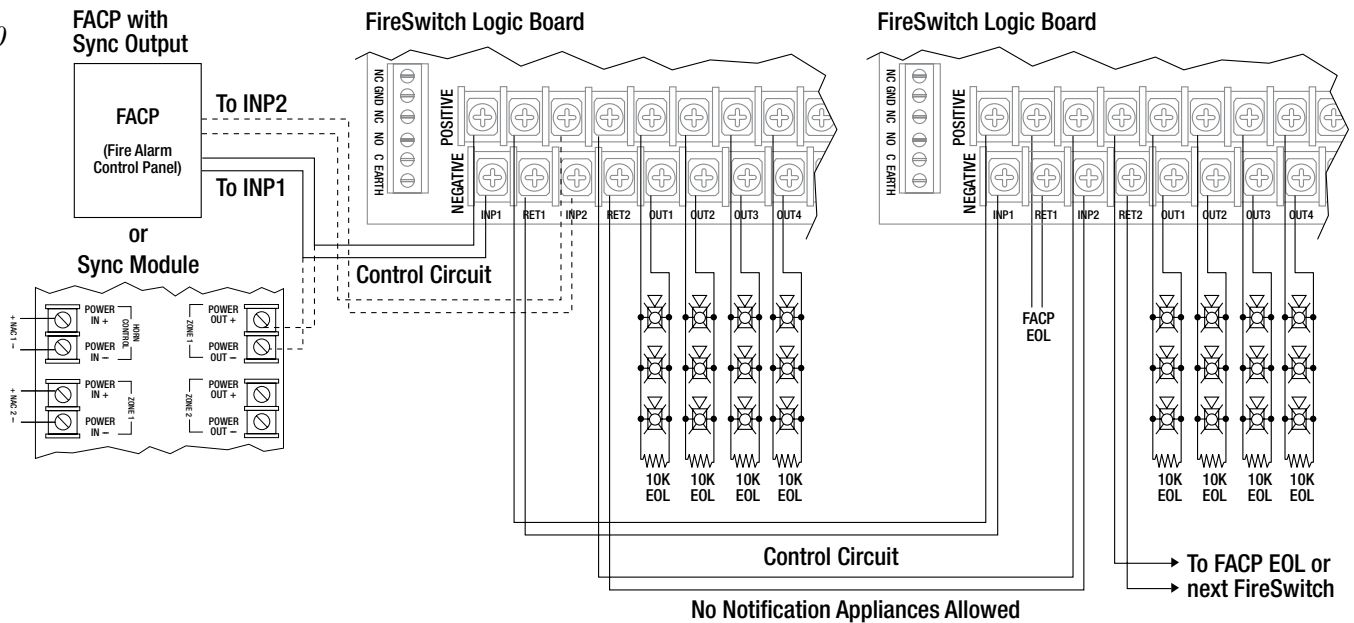 )
FACP with
Sync Output
FACP
(Fire Alarm
Control Panel)
To INP2
To INP1
or
Sync Module
+ NAC 1 –
POWER
IN +
POWER
IN –
HORN
CONTROL
ZONE 1
POWER
OUT +
POWER
OUT –
+ NAC 2 –
POWER
IN +
POWER
IN –
ZONE 1
ZONE 2
POWER
OUT +
POWER
OUT –
FireSwitch Logic Board
NC GND NC NO C EARTH
POSITIVE
NEGATIVE
INP1 RET1 INP2 RET2 OUT1 OUT2 OUT3 OUT4
Control Circuit
10K
EOL
10K
EOL
10K
EOL
10K
EOL
FireSwitch Logic Board
NC GND NC NO C EARTH
POSITIVE
NEGATIVE
INP1 RET1 INP2 RET2 OUT1 OUT2 OUT3 OUT4
FACP
EOL
10K
EOL
10K
EOL
10K
EOL
10K
EOL
Control Circuit
No Notification Appliances Allowed
To FACP EOL or
next FireSwitch